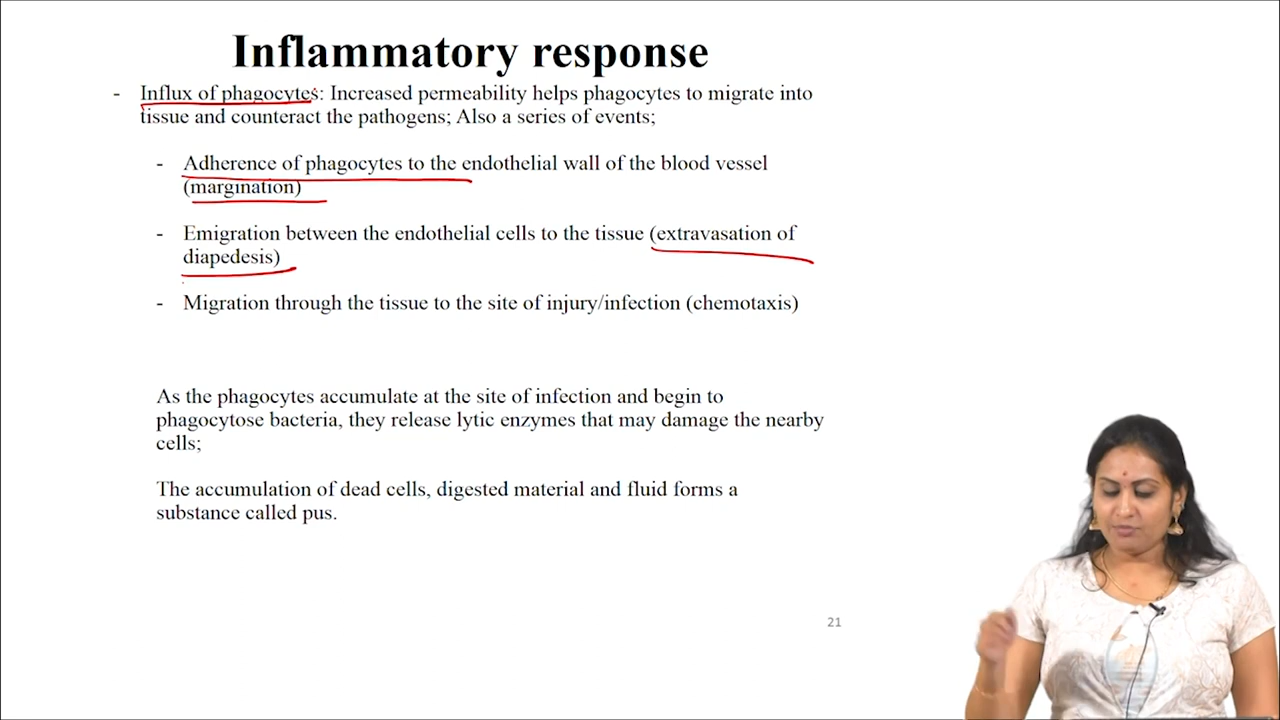 Inflammatory response
- Influx of phagocytes: Increased permeability helps phagocytes to migrate into
tissue and counteract the pathogens; Also a series of events;
- Adherence of phagocytes to the endothelial wall of the blood vessel
(margination)
- Emigration between the endothelial cells to the tissue (extravasation of
diapedesis)
- Migration through the tissue to the site of injury/infection (chemotaxis)
As the phagocytes accumulate at the site of infection and begin to
phagocytose bacteria, they release lytic enzymes that may damage the nearby
cells;
The accumulation of dead cells, digested material and fluid forms a
substance called pus.
21